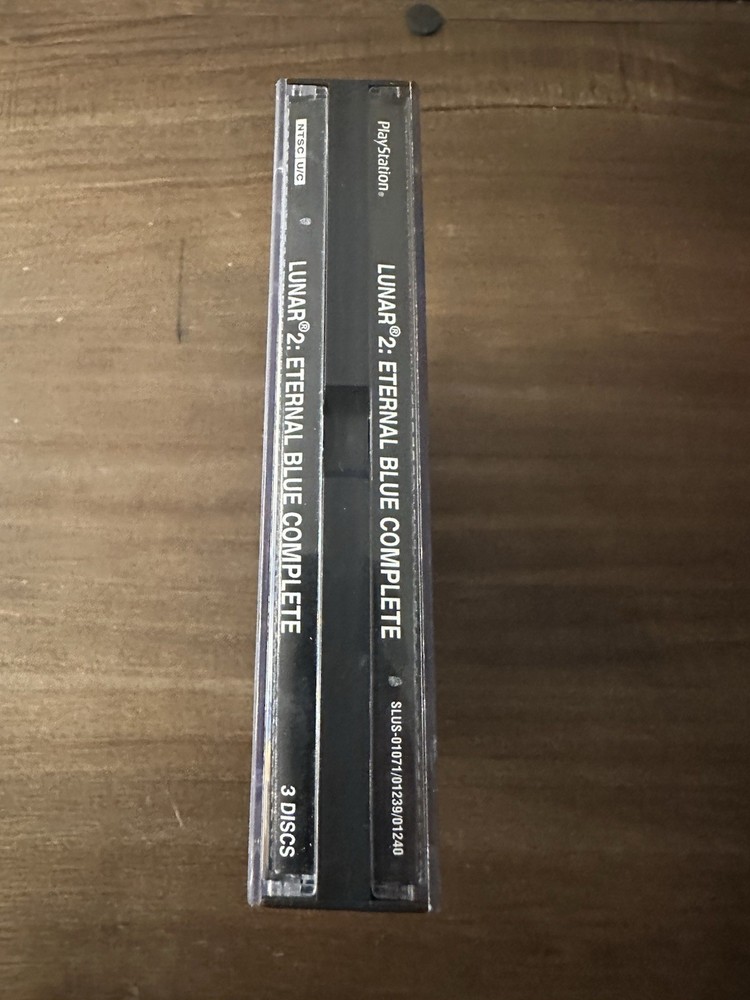 PlayStation®
LUNAR®2: ETERNAL BLUE COMPLETE
SLUS-01071/01239/01240
NTSC U/C
LUNAR®2: ETERNAL BLUE COMPLETE
3 DISCS